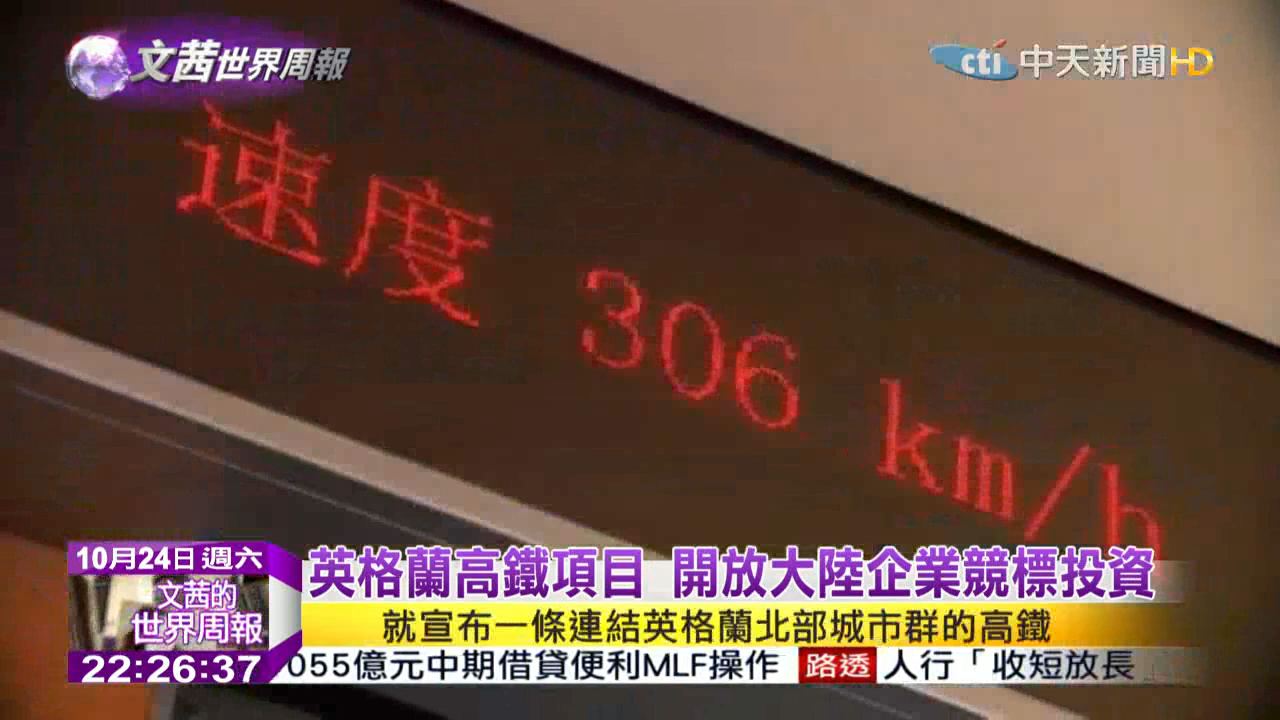 文茜世界周報
cti 中天新聞HD
速度 306 km/h
10月24日 週六
文茜的
世界周報
22:26:37
英格蘭高鐵項目 開放大陸企業競標投資
就宣布一條連結英格蘭北部城市群的高鐵
055億元中期借貸便利MLF操作 路透 人行「收短放長